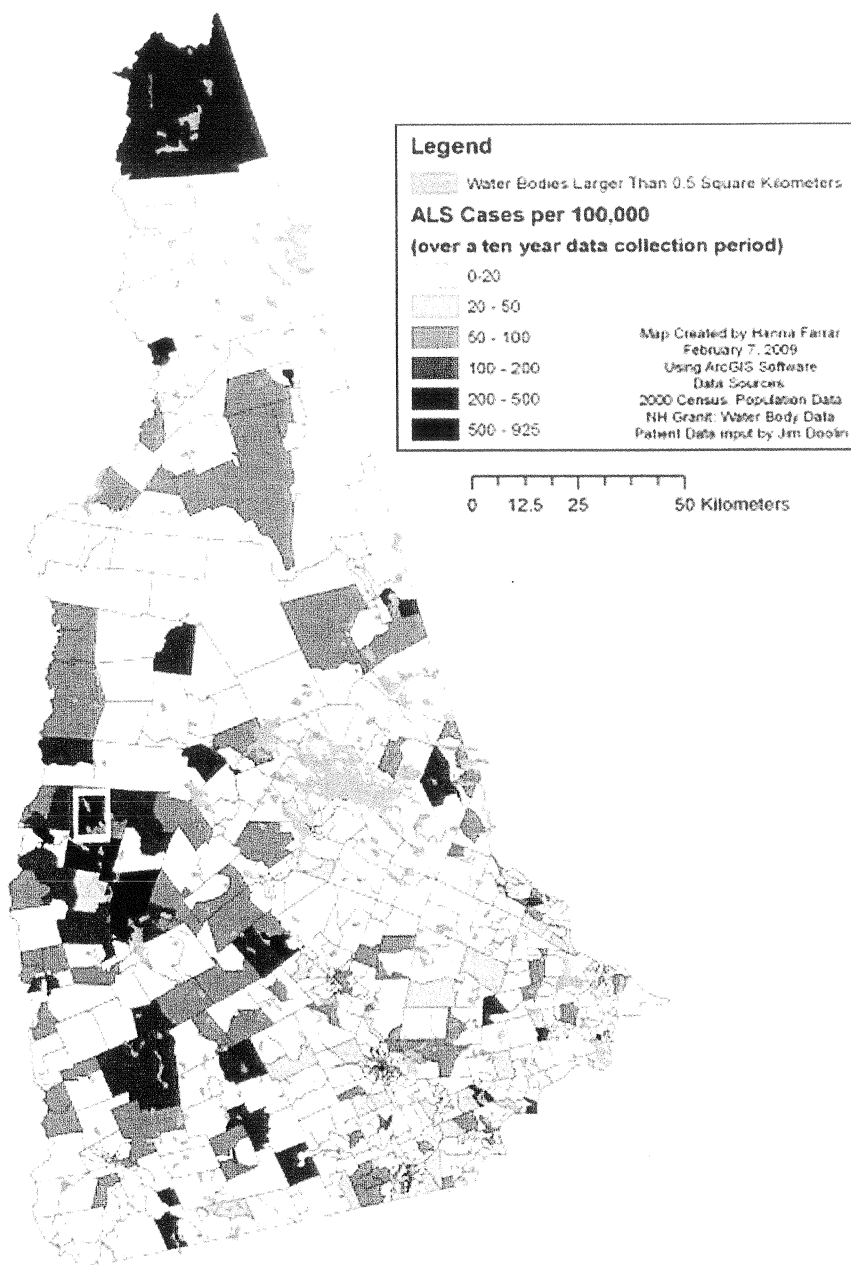 Legend
Water Bodies Larger Than 0.5 Square Kilometers
ALS Cases per 100,000
(over a ten year data collection period)
0-20
20 - 50
50 - 100
100 - 200
200 - 500
500 - 925
Map Created by Hanna Farrar
February 7, 2009
Using ArcGIS Software
Data Sources
2000 Census: Population Data
NH Granit: Water Body Data
Patient Data input by Jim Doolin
0 12.5 25 50 Kilometers